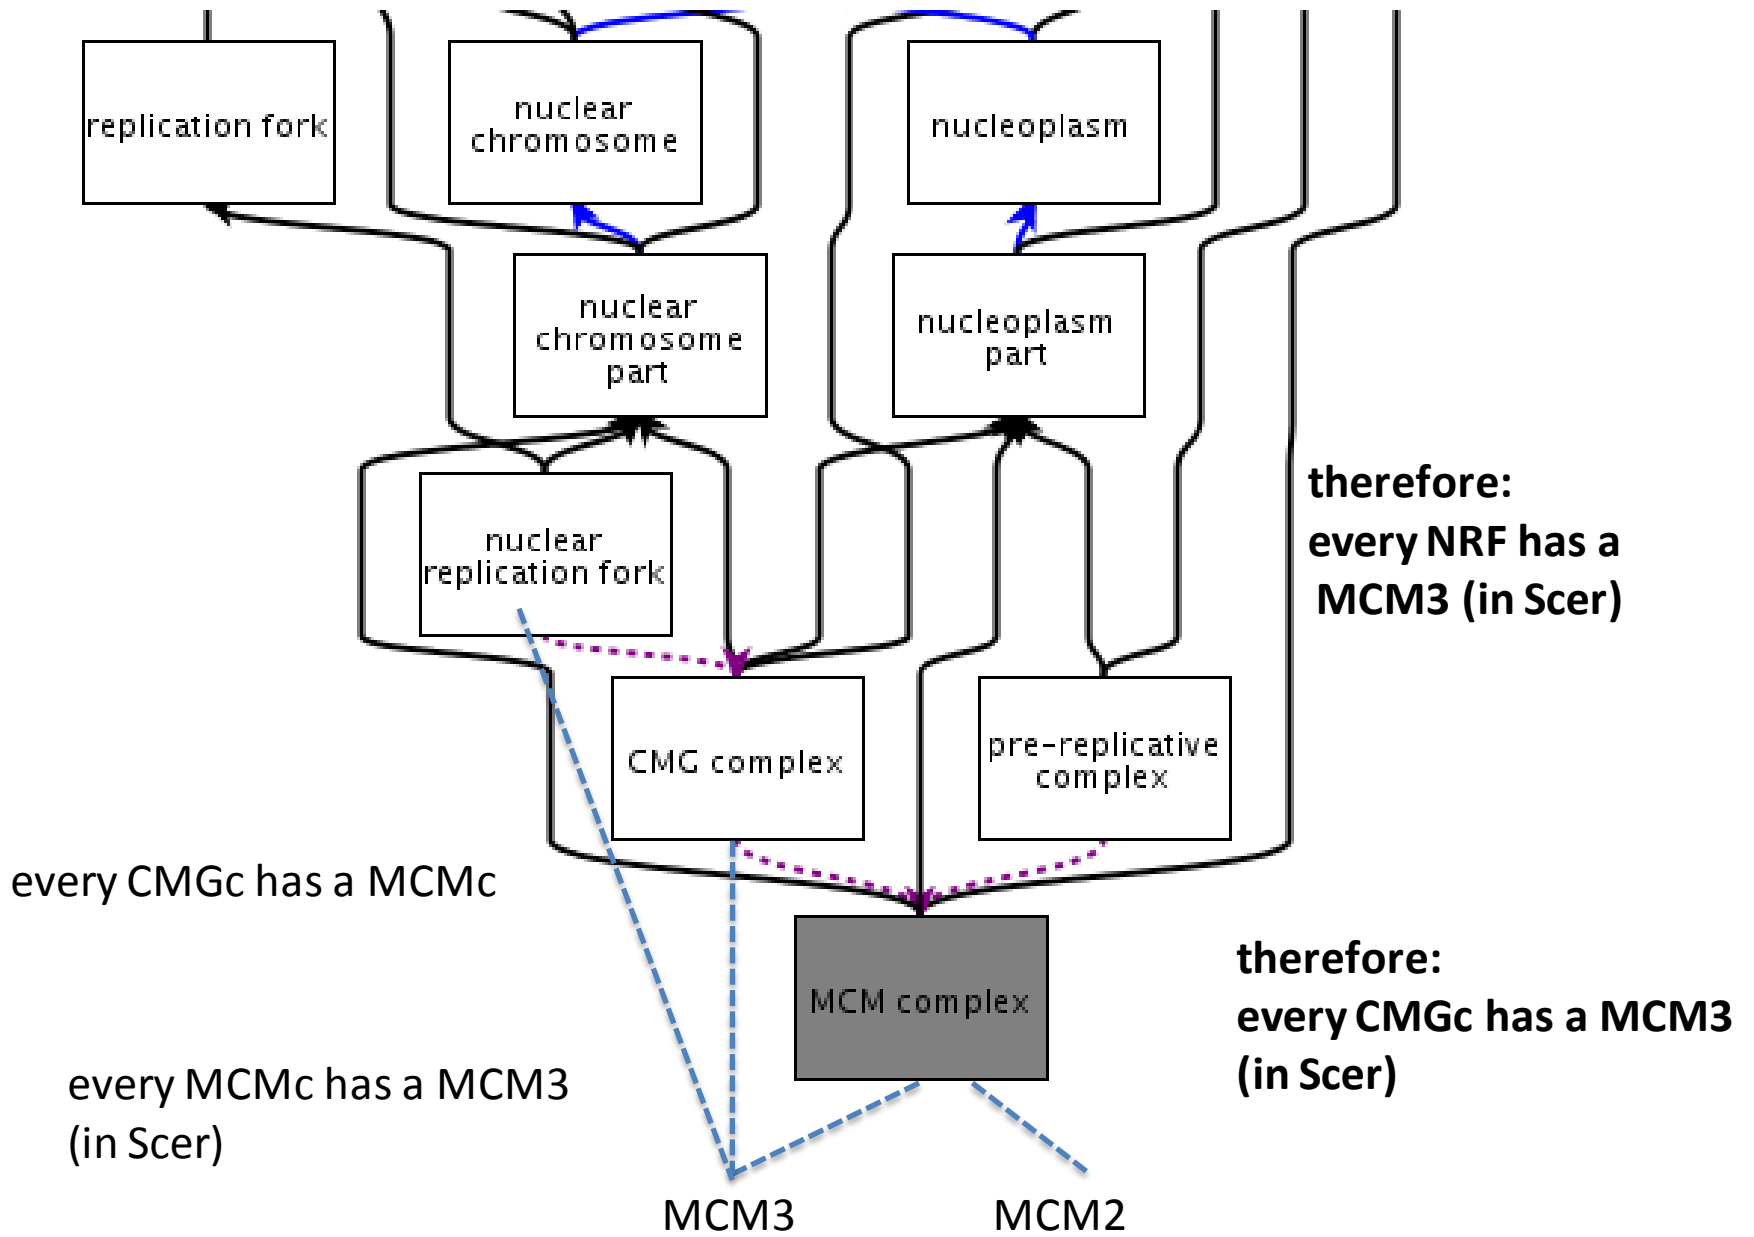 replication fork
nuclear
chromosome
nucleoplasm
nuclear
chromosome
part
nucleoplasm
part
nuclear
replication fork
therefore:
every NRF has a
MCM3 (in Scer)
CMG complex
pre-replicative
complex
every CMGc has a MCMc
MCM complex
therefore:
every CMGc has a MCM3
(in Scer)
every MCMc has a MCM3
(in Scer)
MCM3
MCM2